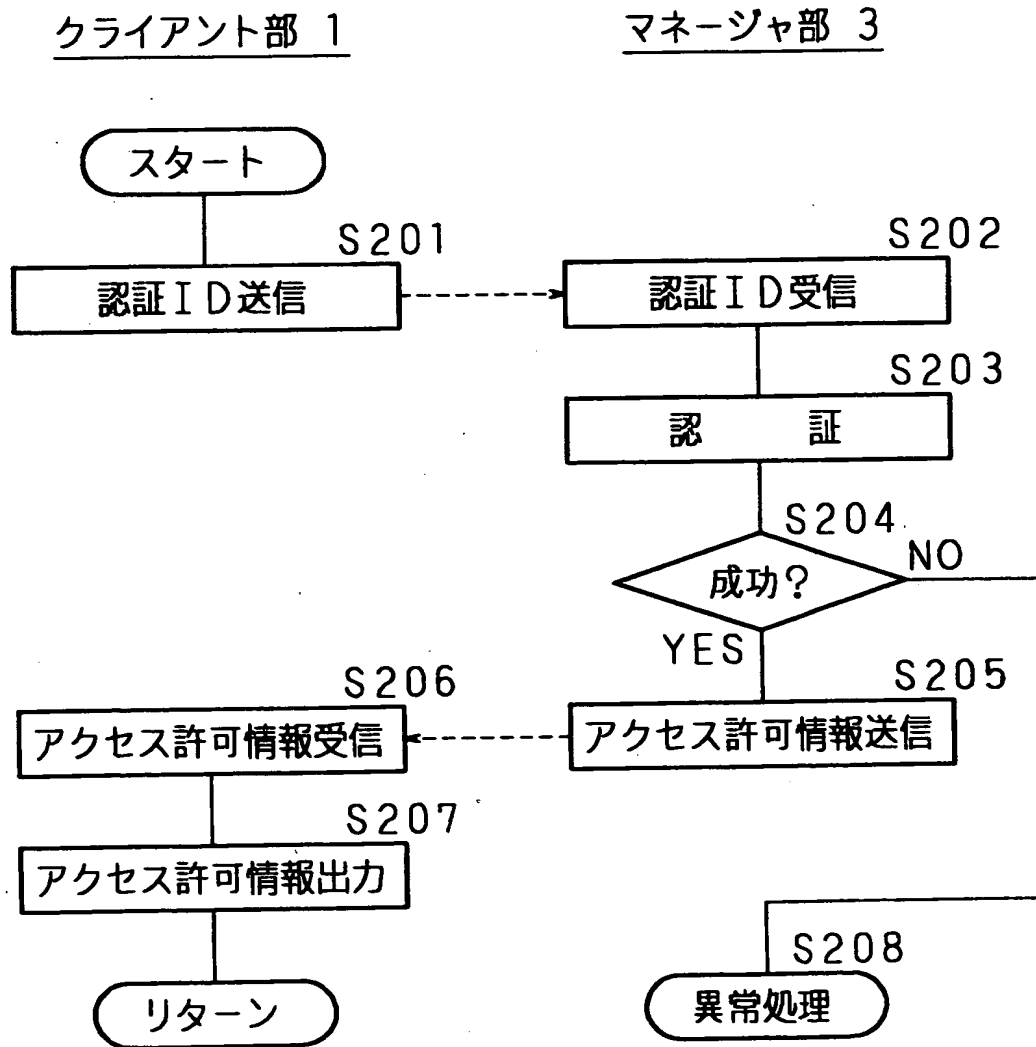 クライアント部 1
マネージャ部 3
スタート
S201
認証ID送信
S202
認証ID受信
S203
認 証
S204
成功?
NO
YES
S205
アクセス許可情報送信
S206
アクセス許可情報受信
S207
アクセス許可情報出力
リターン
S208
異常処理